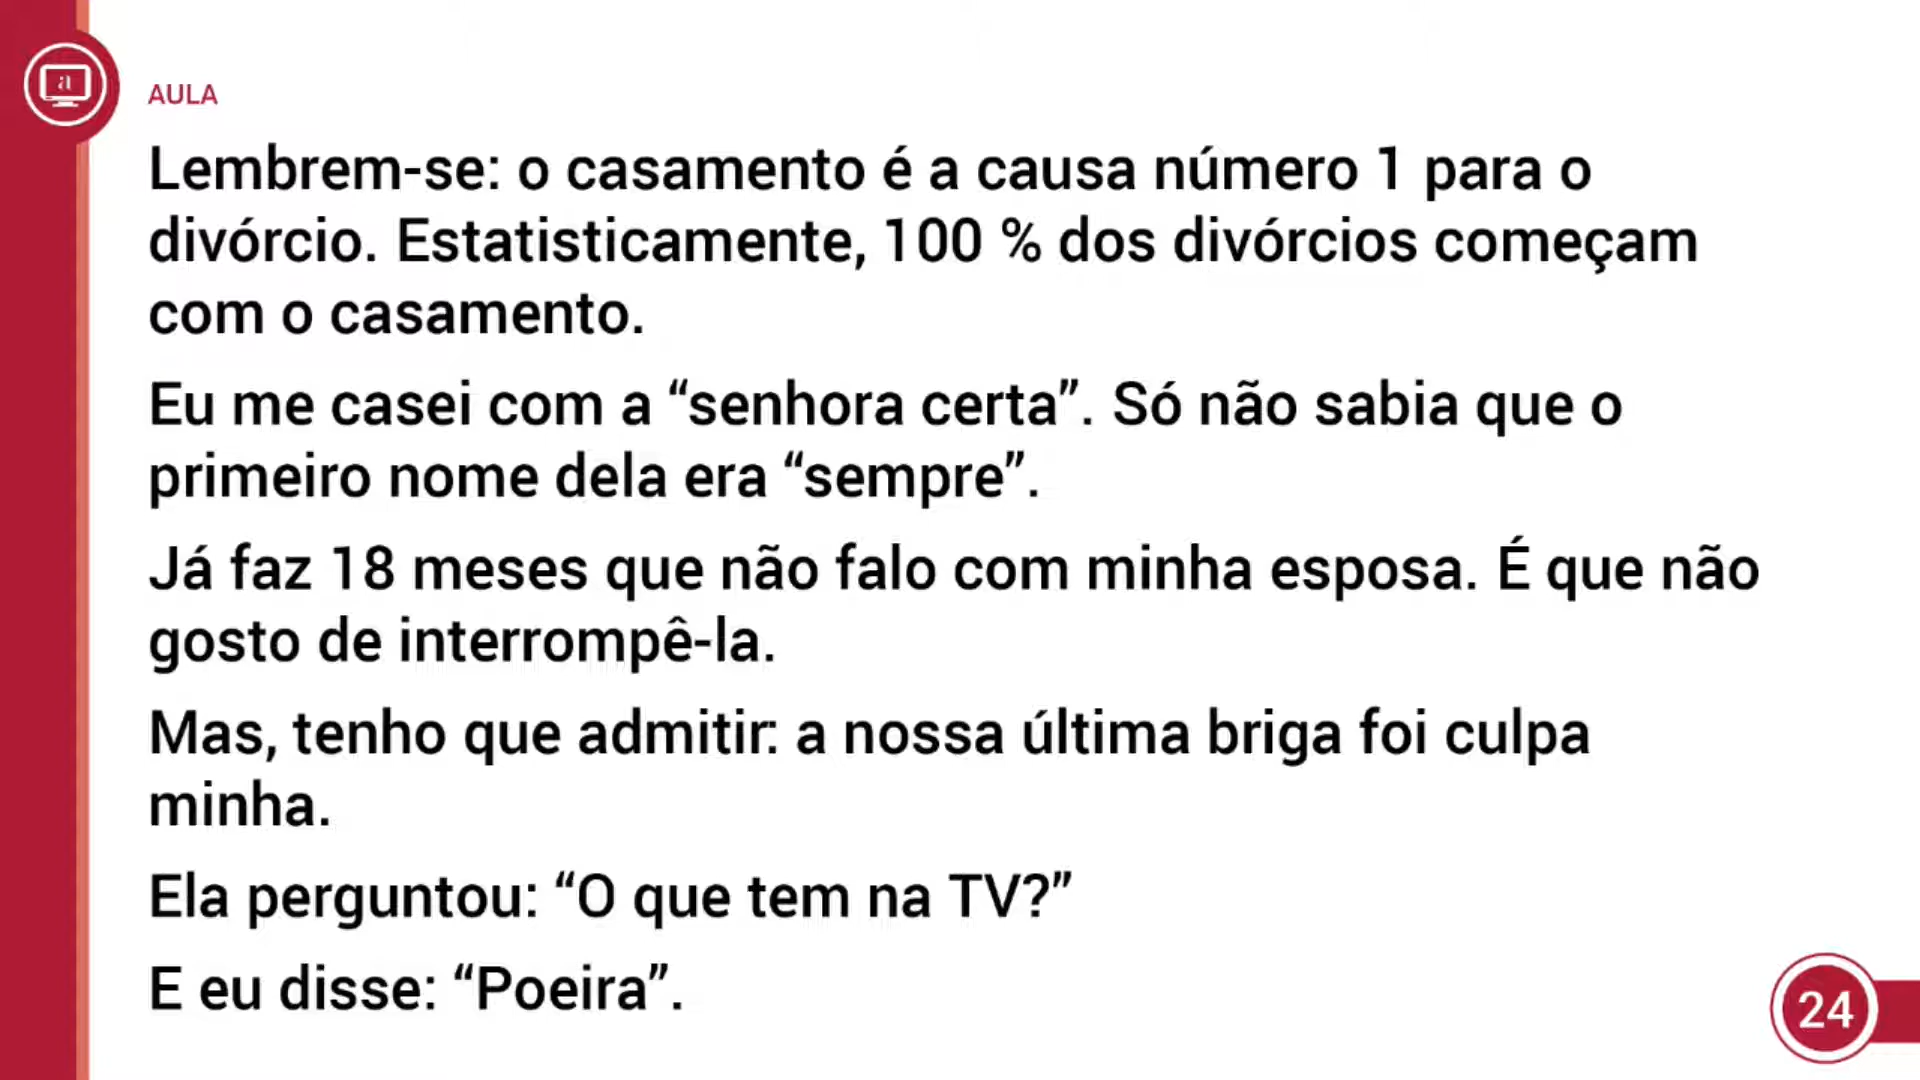 a
AULA
Lembrem-se: o casamento é a causa número 1 para o
divórcio. Estatisticamente, 100 % dos divórcios começam
com o casamento.
Eu me casei com a “senhora certa”. Só não sabia que o
primeiro nome dela era “sempre”.
Já faz 18 meses que não falo com minha esposa. É que não
gosto de interrompê-la.
Mas, tenho que admitir: a nossa última briga foi culpa
minha.
Ela perguntou: “O que tem na TV?”
E eu disse: “Poeira”.
24